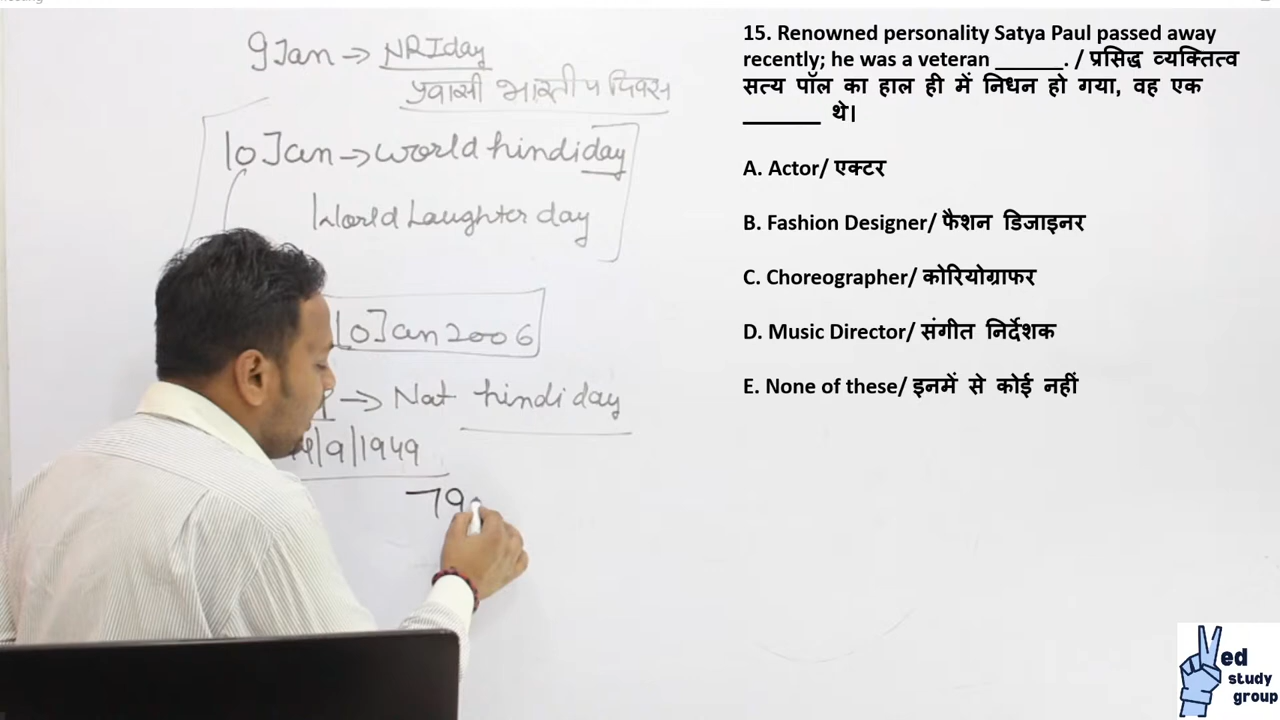 9 Jan → NRI day
प्रवासी भारतीय दिवस
10 Jan → World hindi day
World Laughter day
10 Jan 2006
→ Nat hindi day
/9/1949
79
15. Renowned personality Satya Paul passed away
recently; he was a veteran ______. / प्रसिद्ध व्यक्तित्व
सत्य पॉल का हाल ही में निधन हो गया, वह एक
_______ थे।
A. Actor/ एक्टर
B. Fashion Designer/ फैशन डिजाइनर
C. Choreographer/ कोरियोग्राफर
D. Music Director/ संगीत निर्देशक
E. None of these/ इनमें से कोई नहीं
Ved
study
group